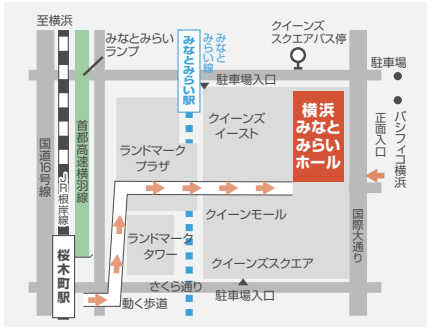 至横浜
みなとみらい
ランプ
みなと
みらい線
みなとみらい駅
クイーンズ
スクエアバス停
駐車場
駐車場入口
クイーンズ
イースト
横浜
みなと
みらい
ホール
パシフィコ横浜
正面入口
国道16号線
首都高速横羽線
JR根岸線
ランドマーク
プラザ
クイーンモール
国際大通り
ランドマーク
タワー
クイーンズスクエア
桜木町駅
さくら通り
動く歩道
駐車場入口